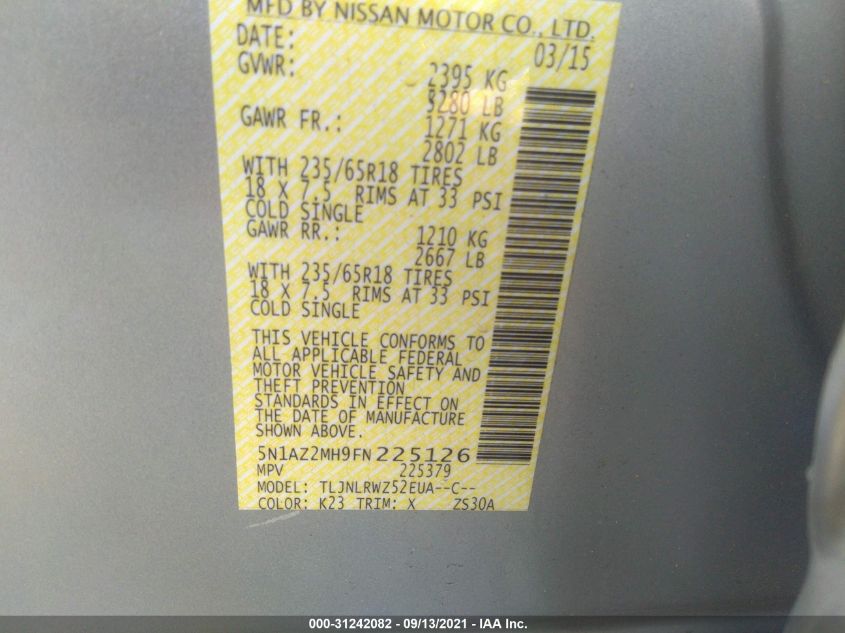 MFD BY NISSAN MOTOR CO., LTD.
DATE: 03/15
GVWR: 2395 KG
5280 LB
GAWR FR.: 1271 KG
2802 LB
WITH 235/65R18 TIRES
18 X 7.5 RIMS AT 33 PSI
COLD SINGLE
GAWR RR.: 1210 KG
2667 LB
WITH 235/65R18 TIRES
18 X 7.5 RIMS AT 33 PSI
COLD SINGLE
THIS VEHICLE CONFORMS TO
ALL APPLICABLE FEDERAL
MOTOR VEHICLE SAFETY AND
THEFT PREVENTION
STANDARDS IN EFFECT ON
THE DATE OF MANUFACTURE
SHOWN ABOVE.
5N1AZ2MH9FN225126
MPV 225379
MODEL: TLJNLRWZ52EUA--C--
COLOR: K23 TRIM: X ZS30A
000-31242082 - 09/13/2021 - IAA Inc.